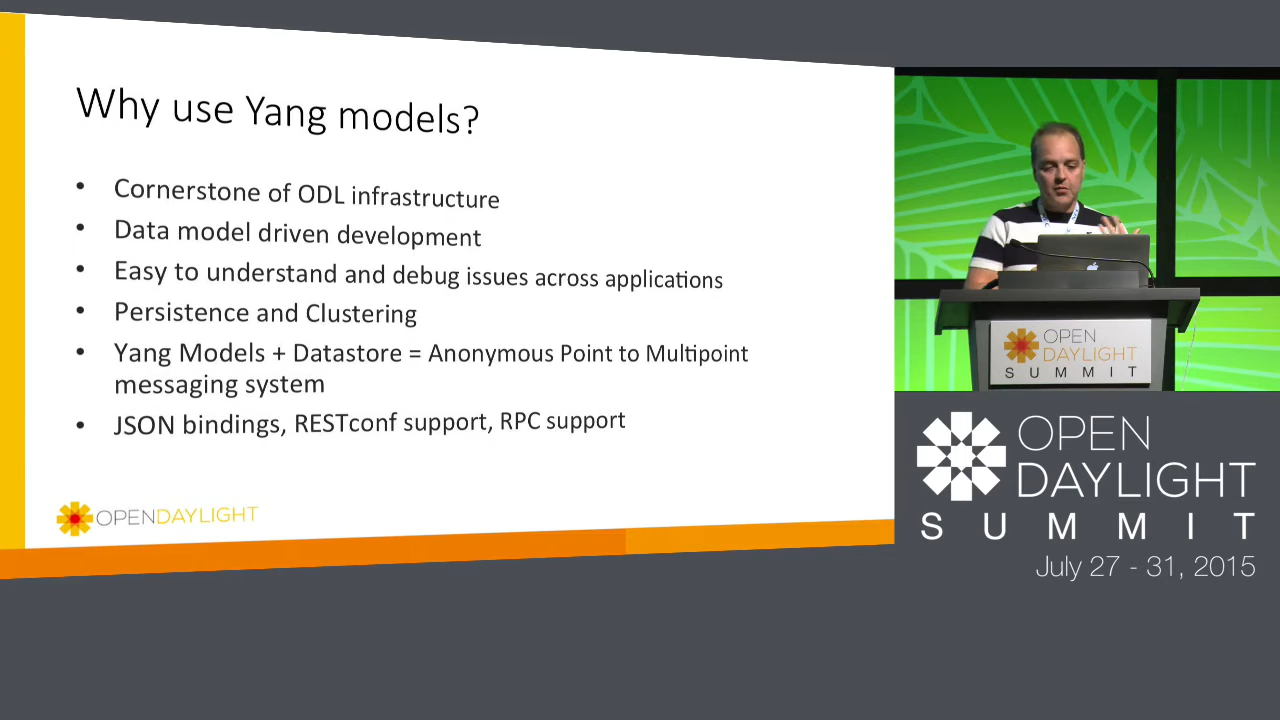 Why use Yang models?
• Cornerstone of ODL infrastructure
• Data model driven development
• Easy to understand and debug issues across applications
• Persistence and Clustering
• Yang Models + Datastore = Anonymous Point to Multipoint
messaging system
• JSON bindings, RESTconf support, RPC support
OPENDAYLIGHT
OPEN
DAYLIGHT
SUMMIT
OPEN
DAYLIGHT
SUMMIT
July 27 - 31, 2015